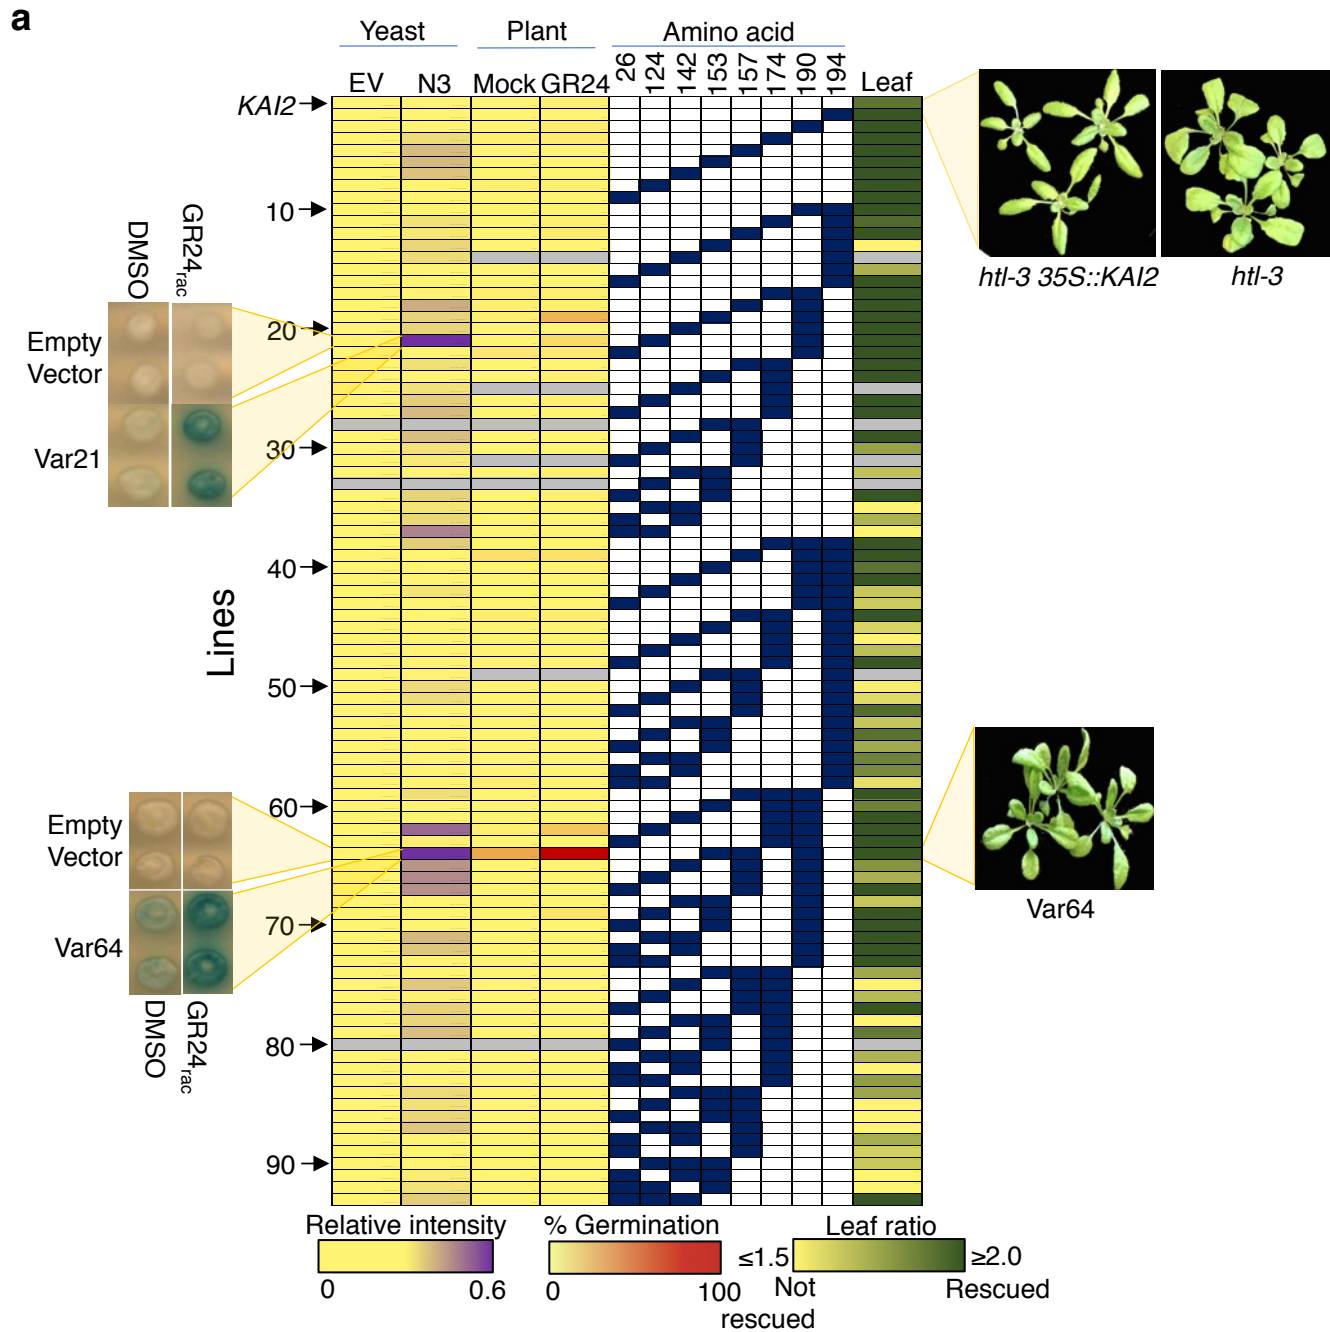 a
Yeast Plant Amino acid
EV N3 Mock GR24 26 124 142 153 157 174 190 194 Leaf
KAI2
10
20
30
40
50
60
70
80
90
Lines
DMSO GR24rac
Empty
Vector
Var21
Empty
Vector
Var64
DMSO GR24rac
htl-3 35S::KAI2 htl-3
Var64
Relative intensity
0 0.6
% Germination
0 100
Leaf ratio
≤1.5 ≥2.0
Not
rescued
Rescued